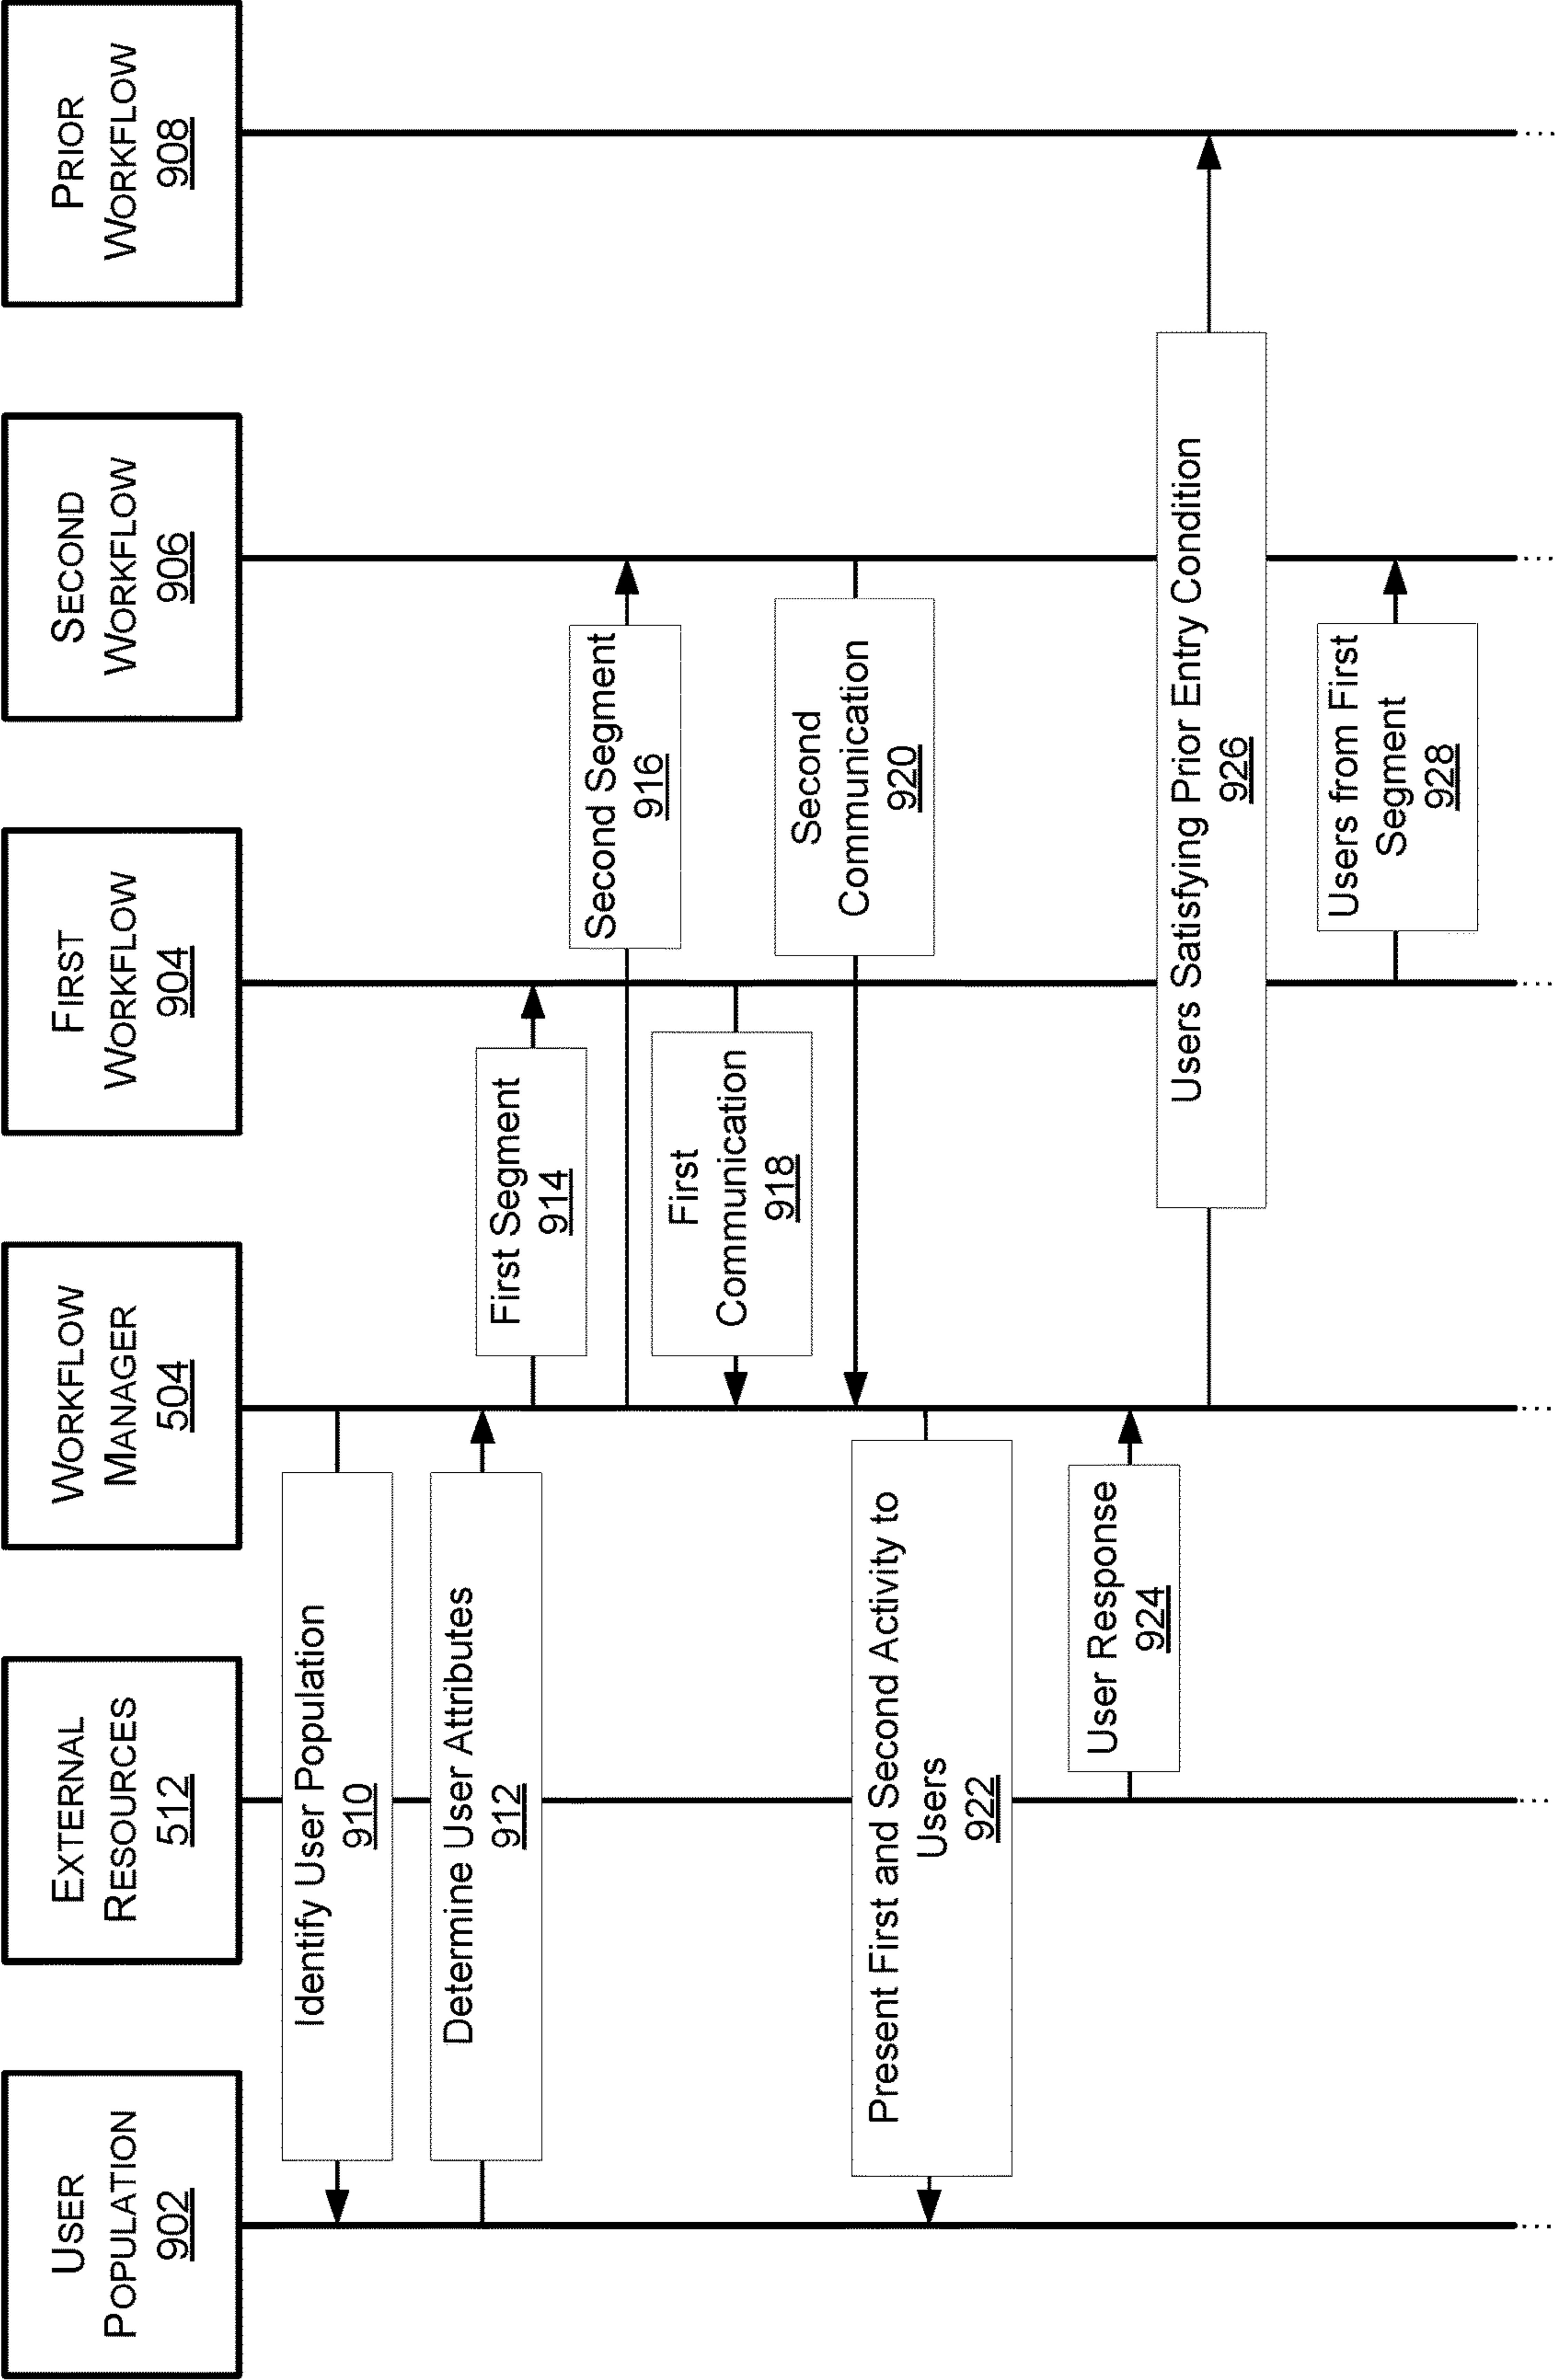 USER
POPULATION
902
EXTERNAL
RESOURCES
512
WORKFLOW
MANAGER
504
FIRST
WORKFLOW
904
SECOND
WORKFLOW
906
PRIOR
WORKFLOW
908
Identify User Population
910
Determine User Attributes
912
First Segment
914
Second Segment
916
First
Communication
918
Second
Communication
920
Present First and Second Activity to
Users
922
User Response
924
Users Satisfying Prior Entry Condition
926
Users from First
Segment
928